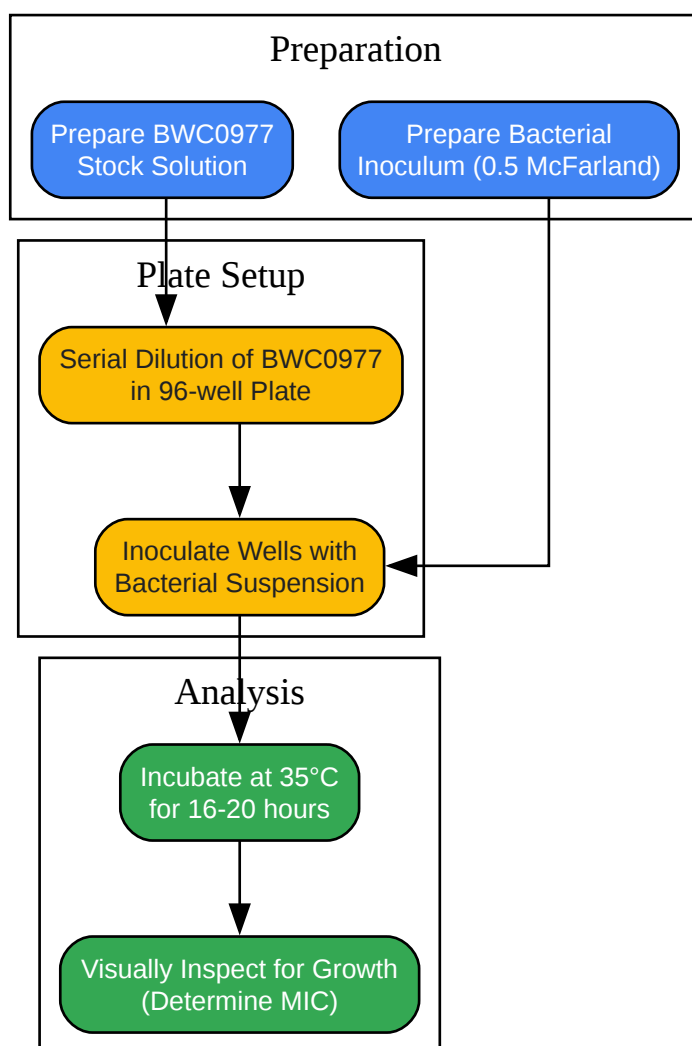 Preparation
Prepare BWC0977
Stock Solution
Prepare Bacterial
Inoculum (0.5 McFarland)
Plate Setup
Serial Dilution of BWC0977
in 96-well Plate
Inoculate Wells with
Bacterial Suspension
Analysis
Incubate at 35°C
for 16-20 hours
Visually Inspect for Growth
(Determine MIC)